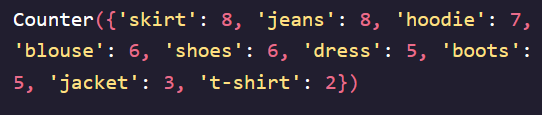 Counter({'skirt': 8, 'jeans': 8, 'hoodie': 7,
'blouse': 6, 'shoes': 6, 'dress': 5, 'boots':
5, 'jacket': 3, 't-shirt': 2})